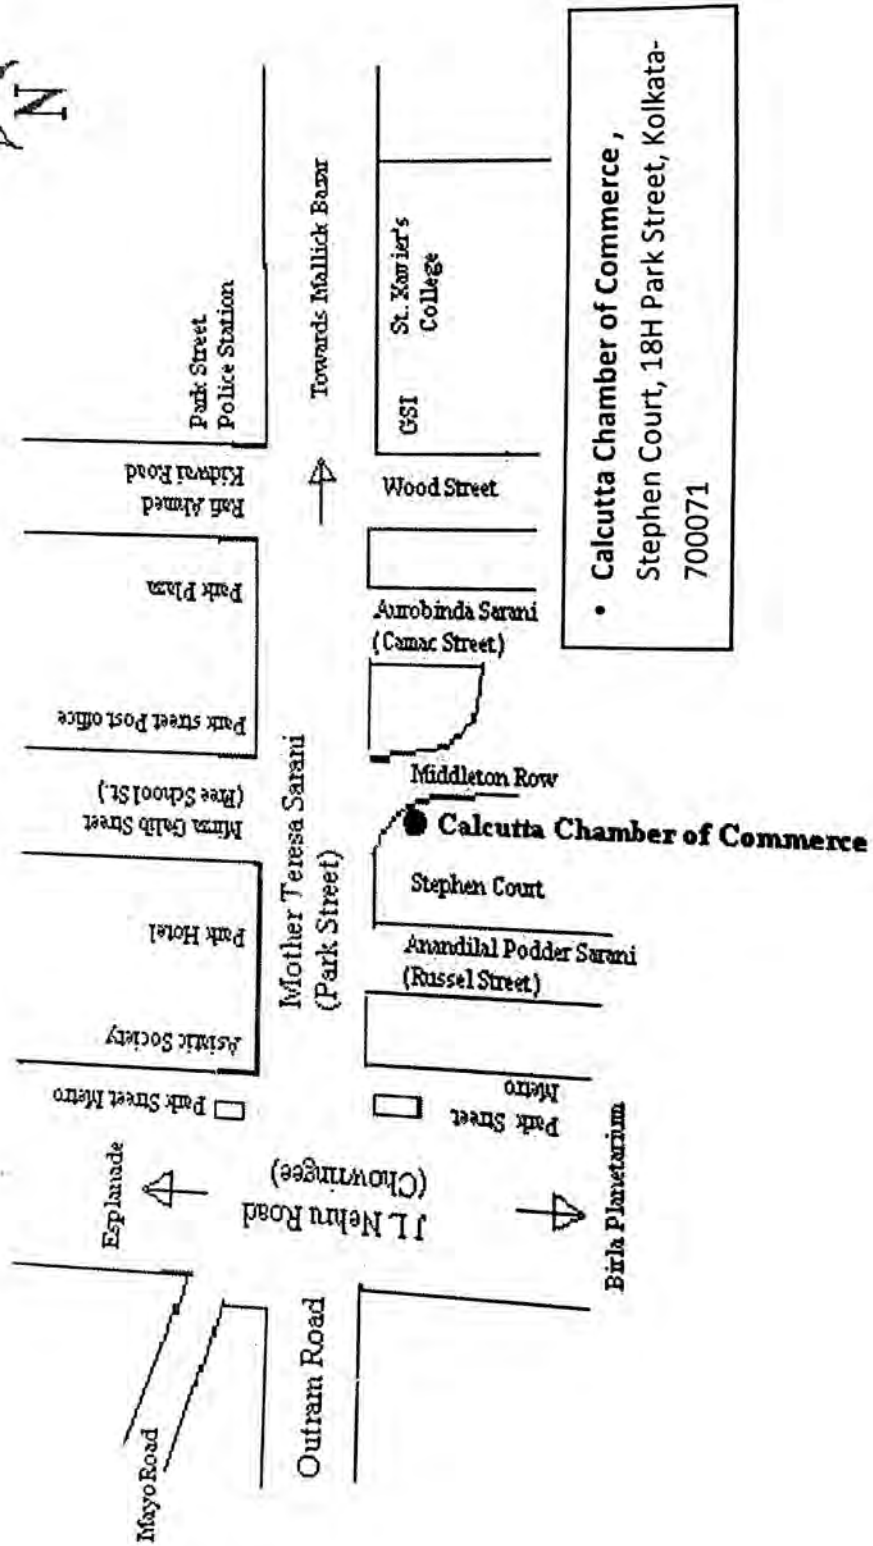 N
Mayo Road
Esplanade
Outram Road
J L Nehru Road
(Chowringee)
Birla Planetarium
Park Street Metro
Park Street
Metro
Asiatic Society
Park Hotel
Mirza Galib Street
(Free School St.)
Park street Post office
Park Plaza
Rafi Ahmed
Kidwai Road
Park Street
Police Station
Mother Teresa Sarani
(Park Street)
Towards Mallick Bazar
Anandilal Podder Sarani
(Russel Street)
Stephen Court
Calcutta Chamber of Commerce
Middleton Row
Aurobinda Sarani
(Camac Street)
Wood Street
GSI
St. Xavier's
College
• Calcutta Chamber of Commerce ,
Stephen Court, 18H Park Street, Kolkata-
700071